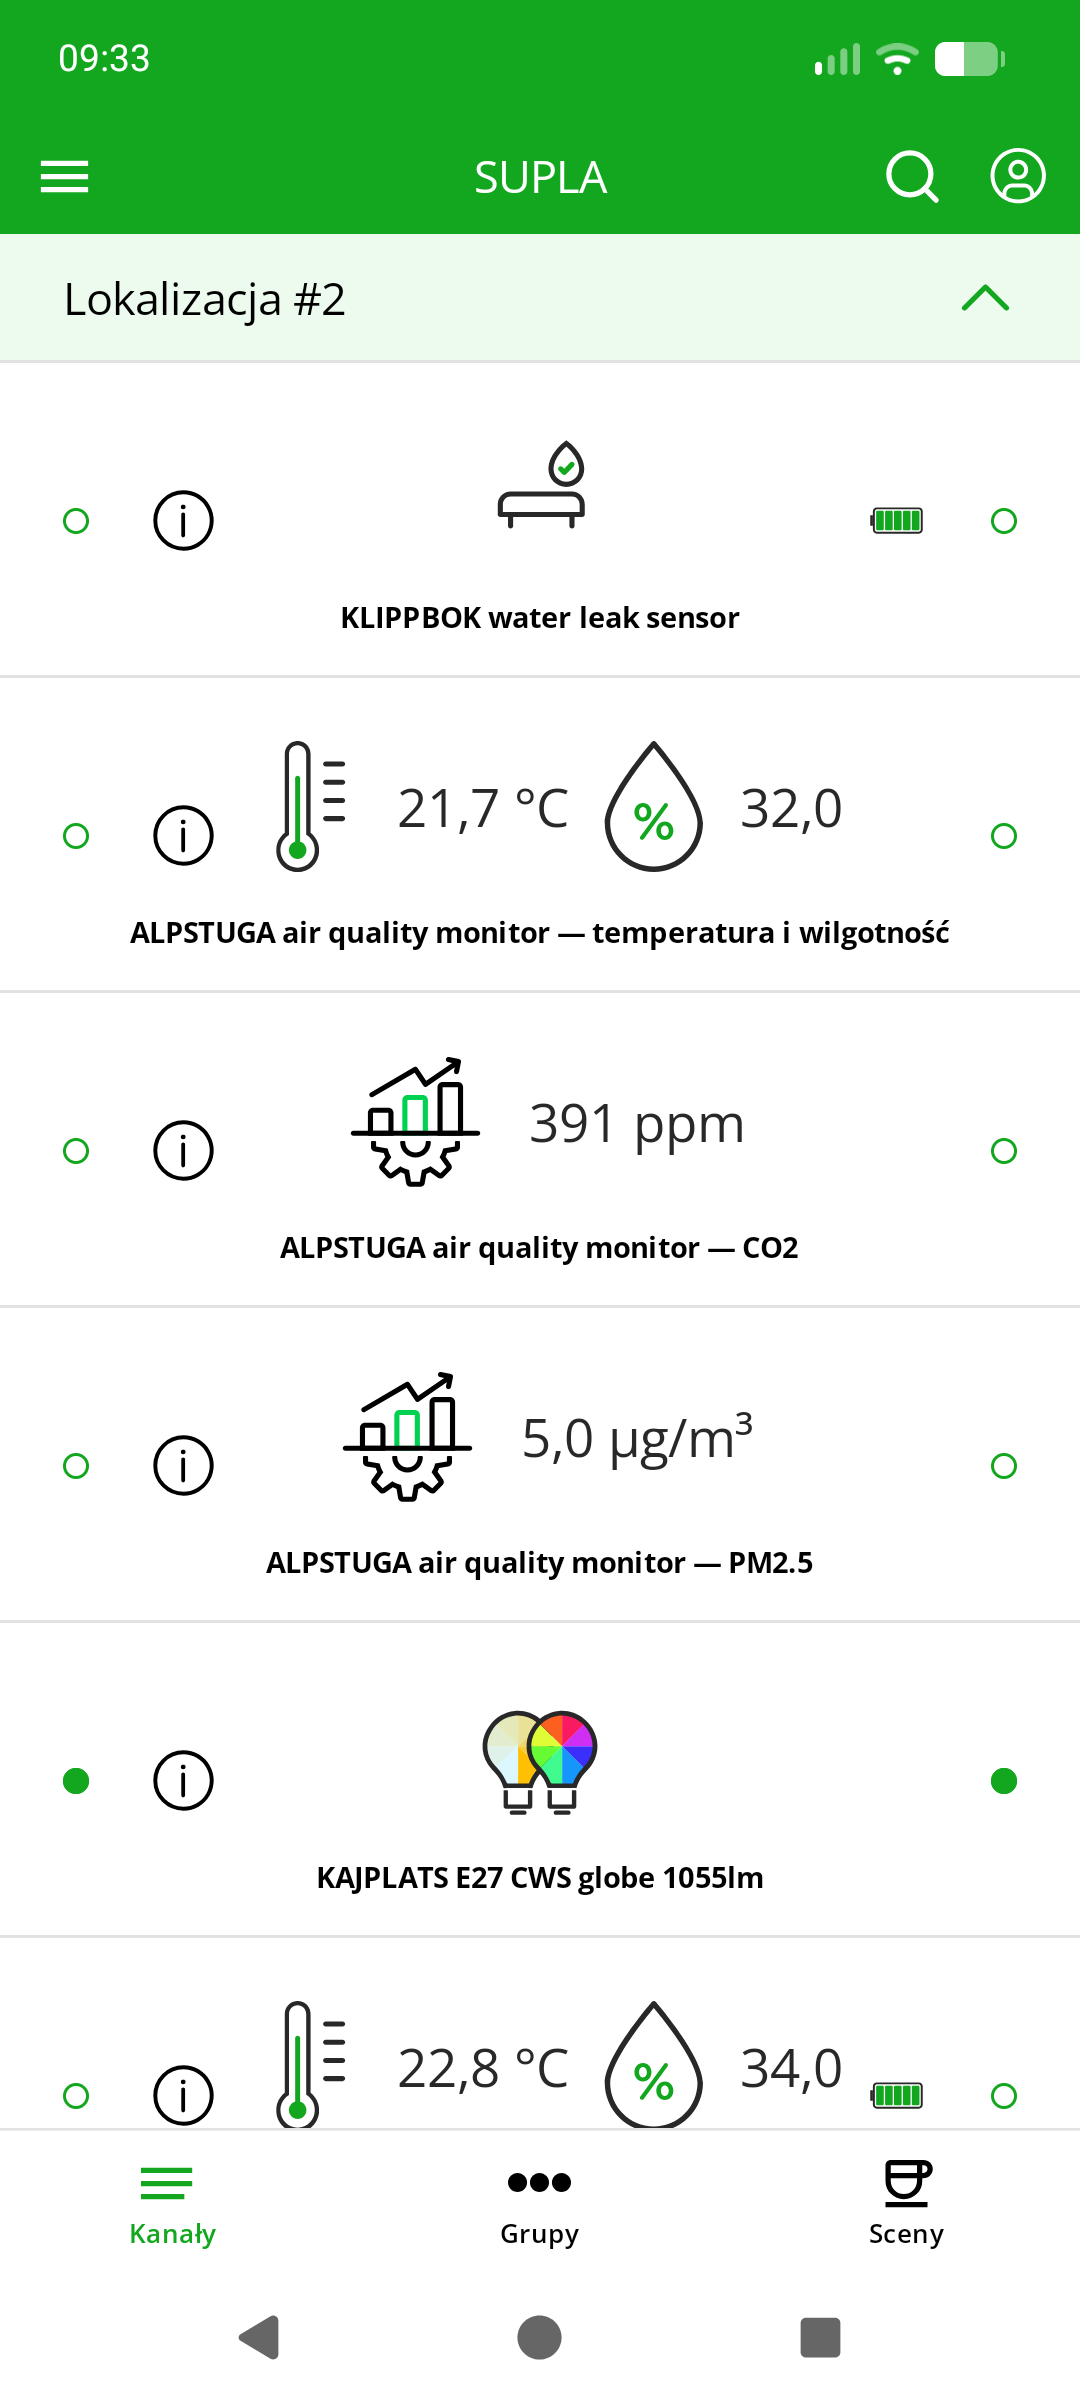 09:33
SUPLA
Lokalizacja #2
KLIPPBOK water leak sensor
21,7 °C % 32,0
ALPSTUGA air quality monitor — temperatura i wilgotność
391 ppm
ALPSTUGA air quality monitor — CO2
5,0 µg/m³
ALPSTUGA air quality monitor — PM2.5
KAJPLATS E27 CWS globe 1055lm
22,8 °C % 34,0
Kanały Grupy Sceny